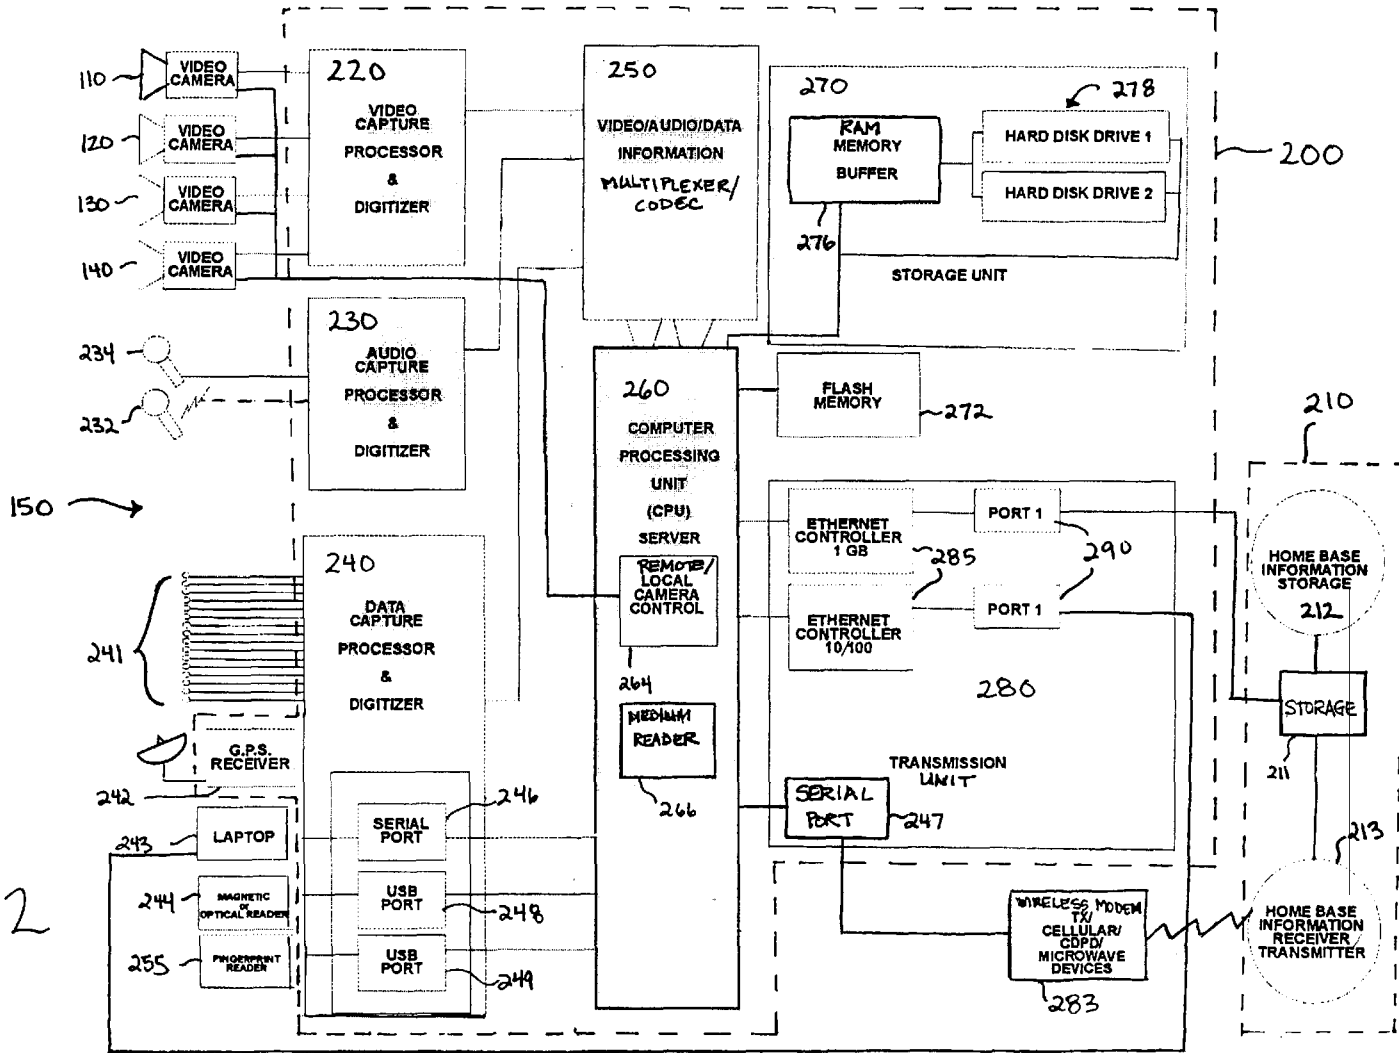 110
VIDEO
CAMERA
120
VIDEO
CAMERA
130
VIDEO
CAMERA
140
VIDEO
CAMERA
220
VIDEO
CAPTURE
PROCESSOR
&
DIGITIZER
250
VIDEO/AUDIO/DATA
INFORMATION
MULTIPLEXER/
CODEC
270
RAM
MEMORY
BUFFER
276
278
HARD DISK DRIVE 1
HARD DISK DRIVE 2
STORAGE UNIT
200
234
232
230
AUDIO
CAPTURE
PROCESSOR
&
DIGITIZER
260
COMPUTER
PROCESSING
UNIT
(CPU)
SERVER
REMOTE/
LOCAL
CAMERA
CONTROL
264
MEDIUM
READER
266
FLASH
MEMORY
272
150
241
240
DATA
CAPTURE
PROCESSOR
&
DIGITIZER
G.P.S.
RECEIVER
242
LAPTOP
243
244
MAGNETIC
or
OPTICAL READER
255
FINGERPRINT
READER
246
SERIAL
PORT
USB
PORT
248
USB
PORT
249
ETHERNET
CONTROLLER
1 GB
285
PORT 1
290
ETHERNET
CONTROLLER
10/100
PORT 1
280
TRANSMISSION
UNIT
SERIAL
PORT
247
WIRELESS MODEM
TX/
CELLULAR/
CDPD/
MICROWAVE
DEVICES
283
210
HOME BASE
INFORMATION
STORAGE
212
STORAGE
211
213
HOME BASE
INFORMATION
RECEIVER
TRANSMITTER
2